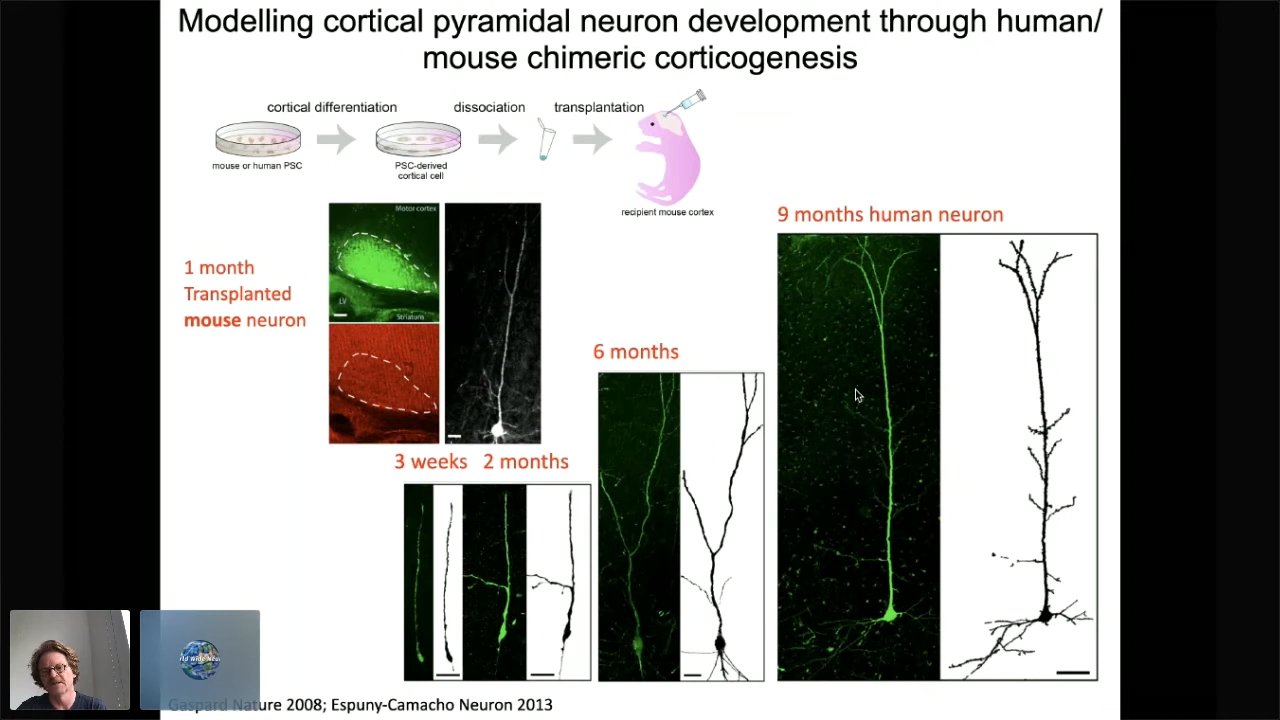 Modelling cortical pyramidal neuron development through human/
mouse chimeric corticogenesis
cortical differentiation
dissociation
transplantation
mouse or human PSC
PSC-derived
cortical cell
recipient mouse cortex
9 months human neuron
Motor cortex
LV
Striatum
1 month
Transplanted
mouse neuron
6 months
3 weeks
2 months
Gaspard Nature 2008; Espuny-Camacho Neuron 2013